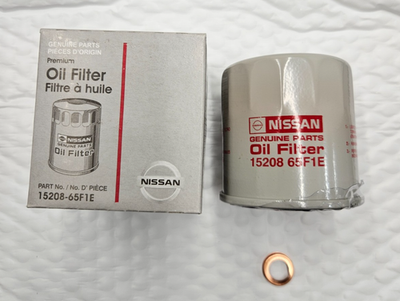 GENUINE PARTS
PIÈCES D'ORIGIN
Premium
Oil Filter
Filtre à huile
NISSAN
GENUINE PARTS
Oil Filter
PART No. / No. D' PIÈCE
15208-65F1E
NISSAN
NISSAN
GENUINE PARTS
Oil Filter
15208 65F1E